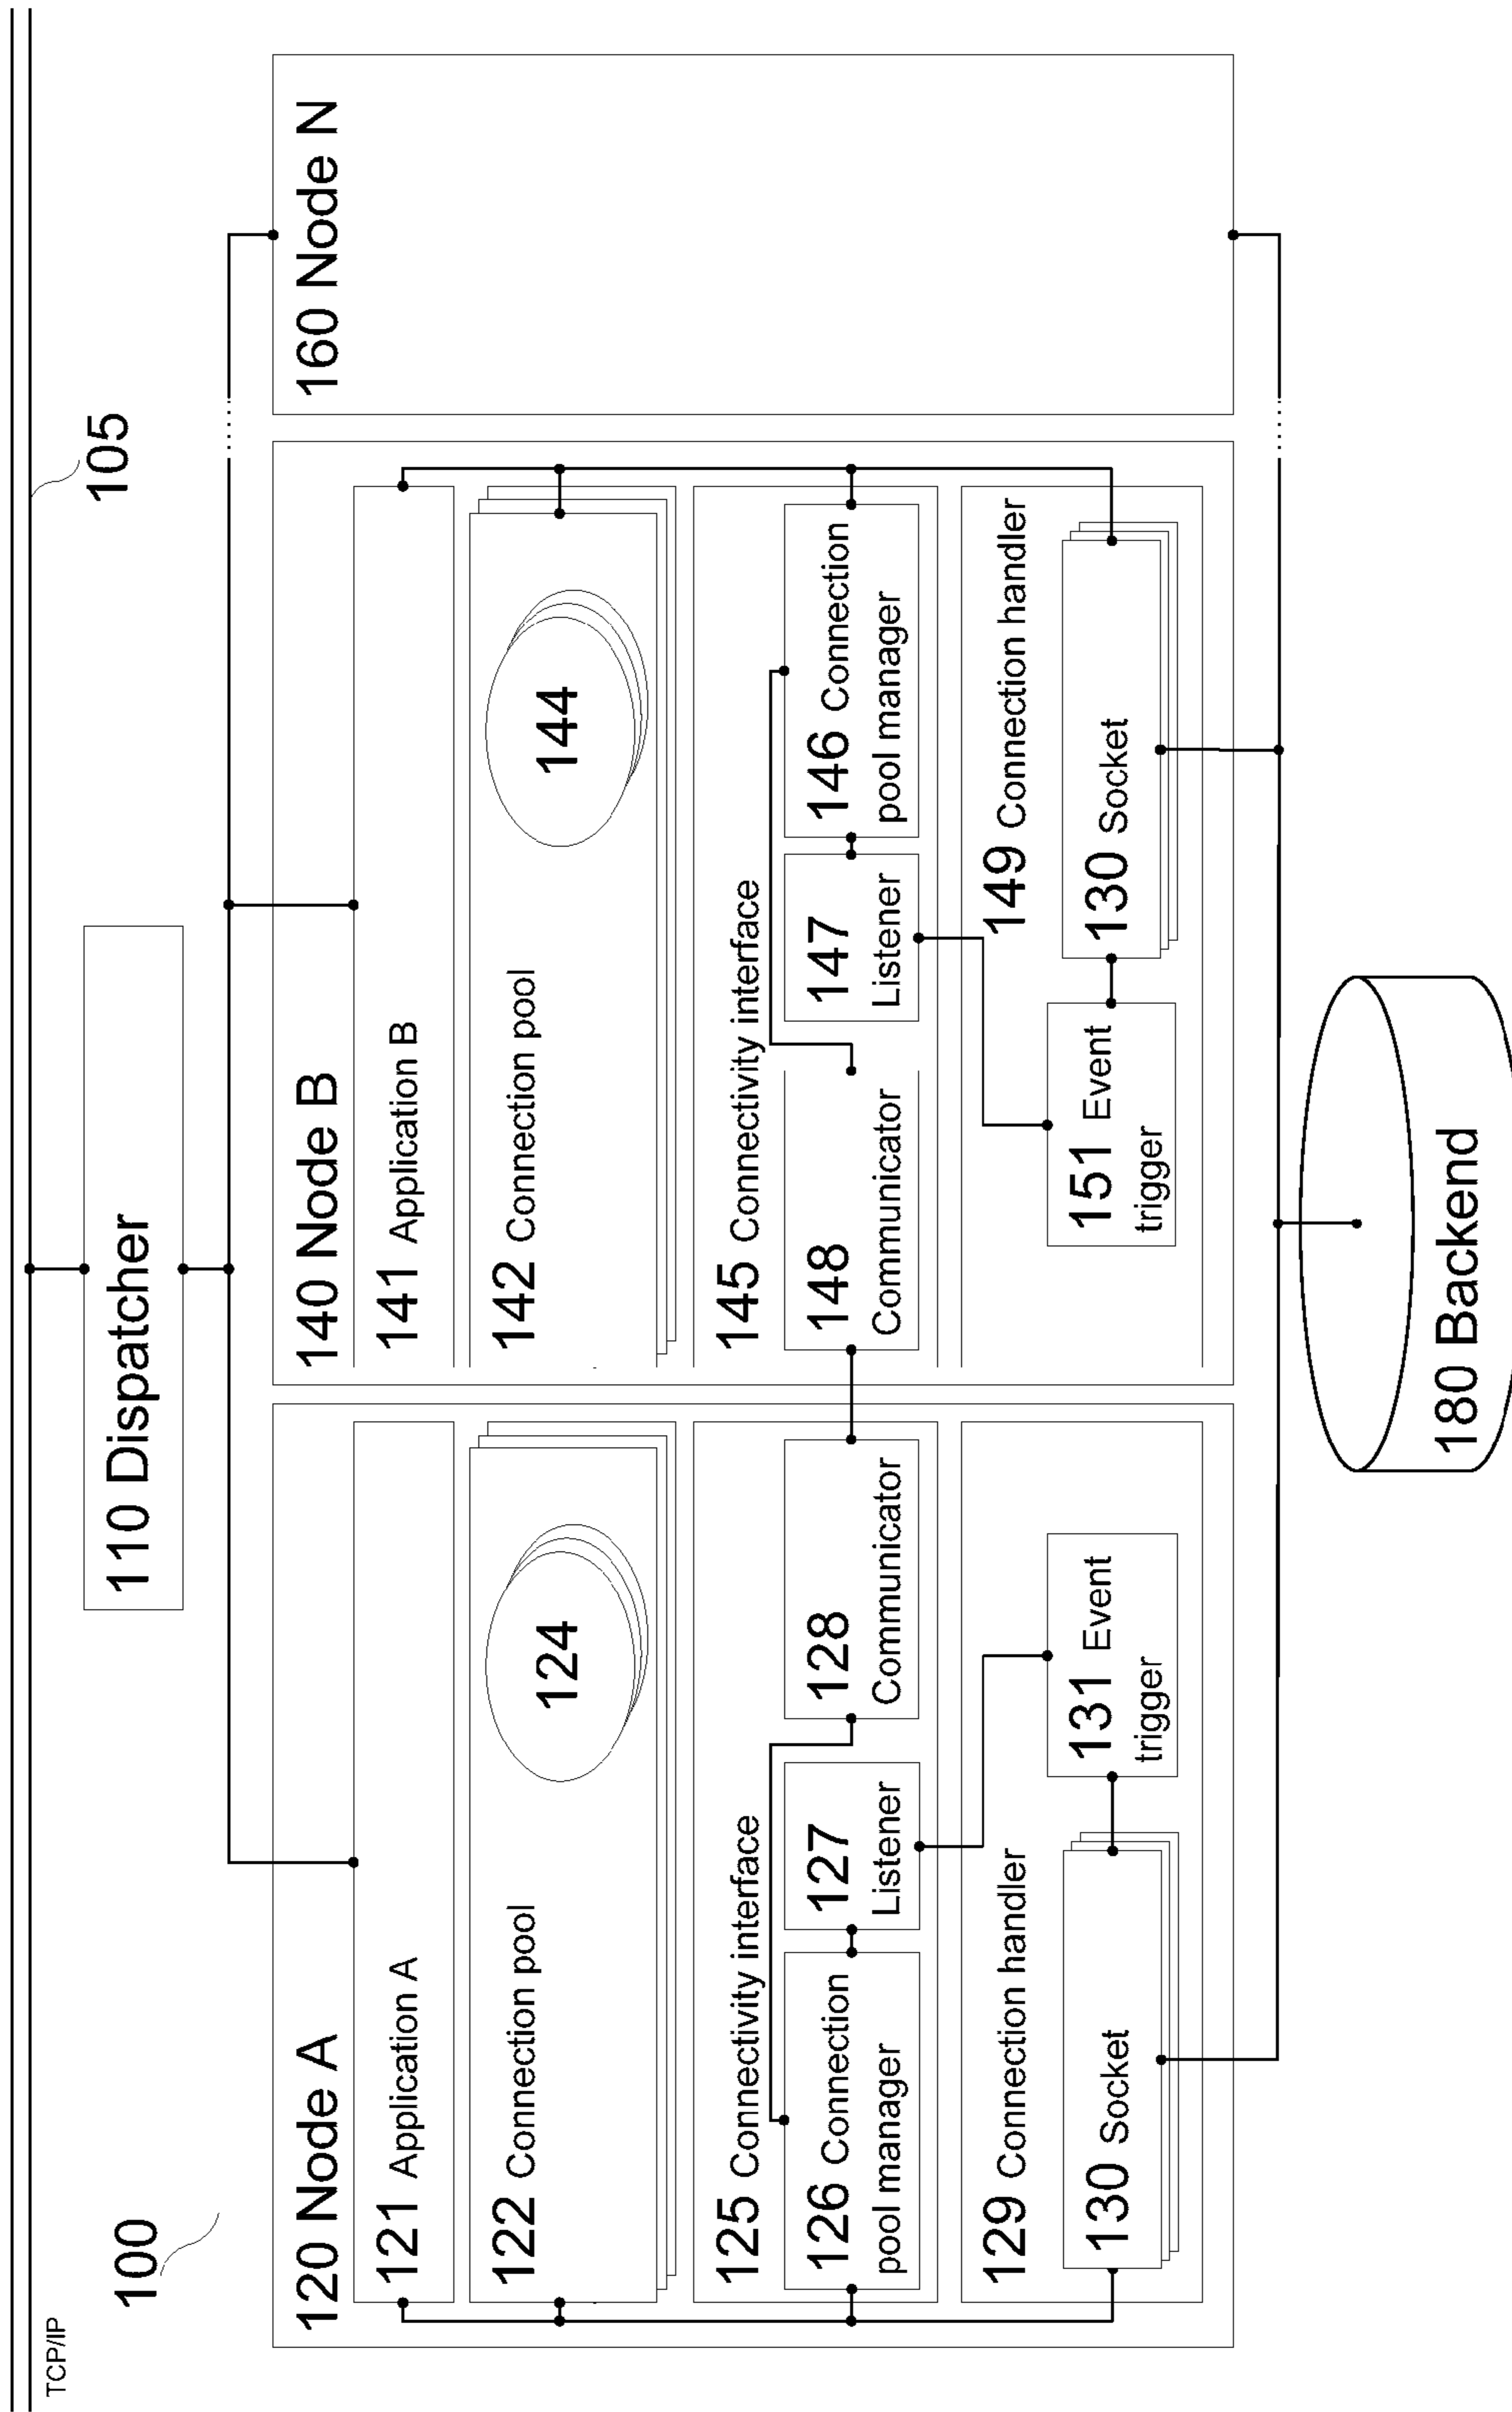 TCP/IP
100
105
110 Dispatcher
120 Node A
121 Application A
122 Connection pool
124
125 Connectivity interface
126 Connection
pool manager
127
Listener
128
Communicator
129 Connection handler
130 Socket
131 Event
trigger
140 Node B
141 Application B
142 Connection pool
144
145 Connectivity interface
148
Communicator
147
Listener
146 Connection
pool manager
149 Connection handler
151 Event
trigger
130 Socket
160 Node N
180 Backend